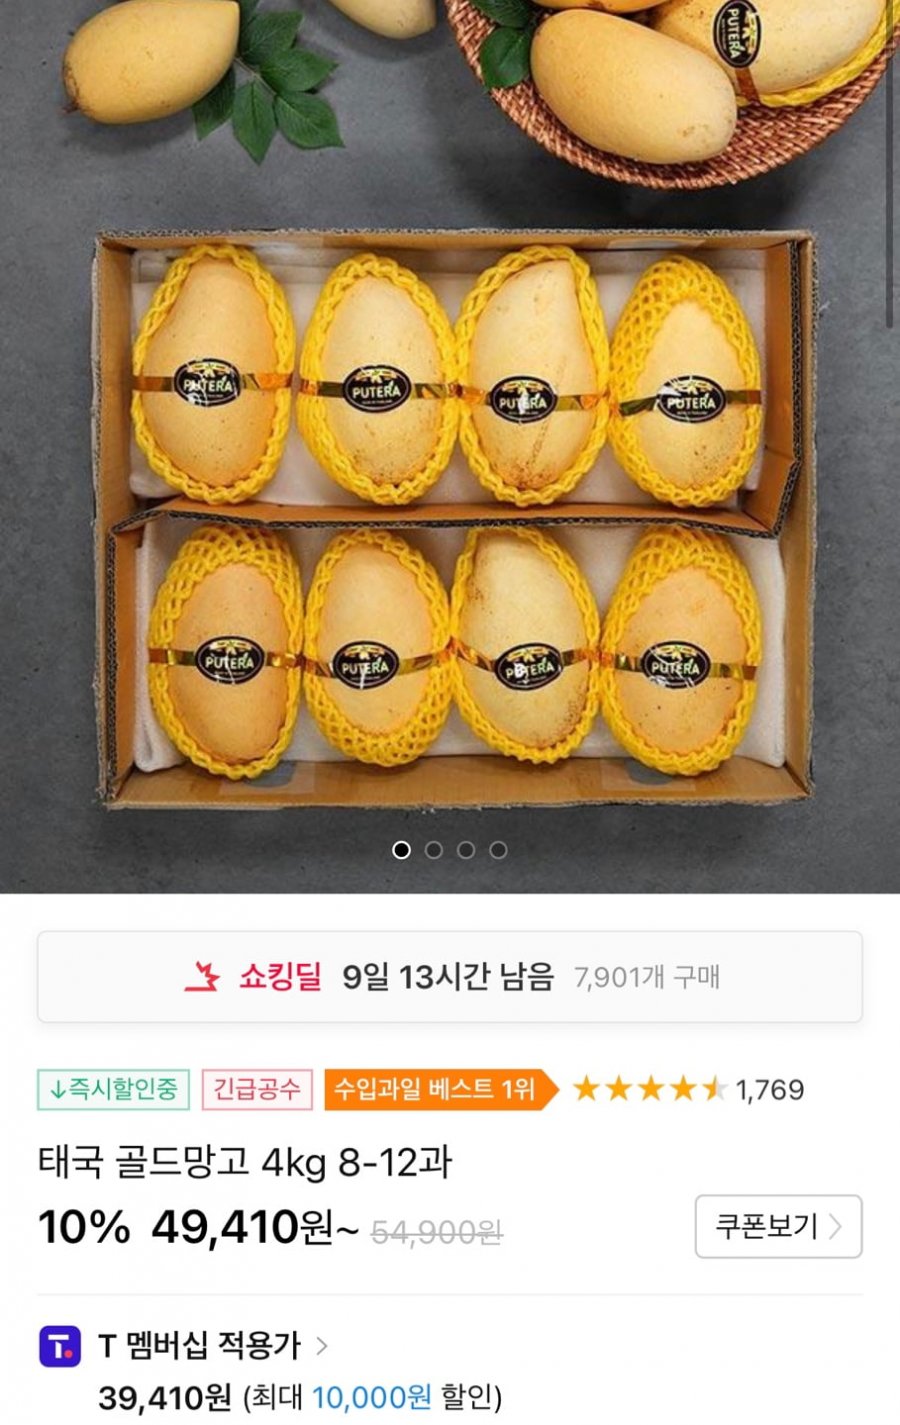 PUTERA
PUTERA
PUTERA
PUTERA
PUTERA
PUTERA
PUTERA
PUTERA
PUTERA
쇼킹딜 9일 13시간 남음 7,901개 구매
↓즉시할인중 긴급공수 수입과일 베스트 1위 1,769
태국 골드망고 4kg 8-12과
10% 49,410원~ 54,900원 쿠폰보기 >
T. T 멤버십 적용가 >
39,410원 (최대 10,000원 할인)